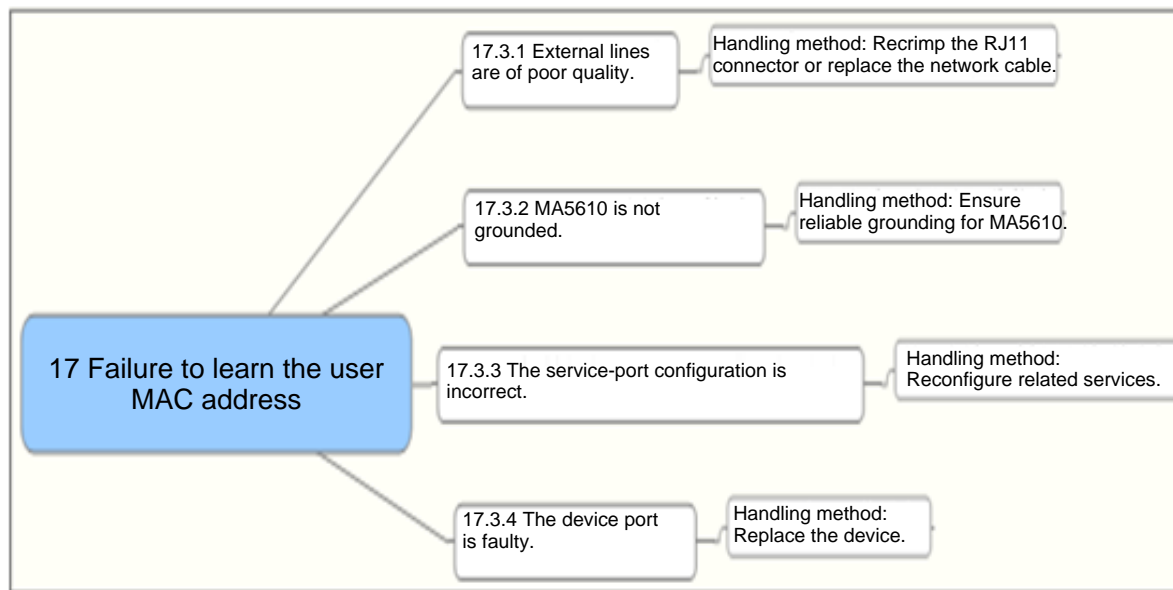 17.3.1 External lines
are of poor quality.
Handling method: Recrimp the RJ11
connector or replace the network cable.
17.3.2 MA5610 is not
grounded.
Handling method: Ensure
reliable grounding for MA5610.
17 Failure to learn the user
MAC address
17.3.3 The service-port configuration is
incorrect.
Handling method:
Reconfigure related services.
17.3.4 The device port
is faulty.
Handling method:
Replace the device.